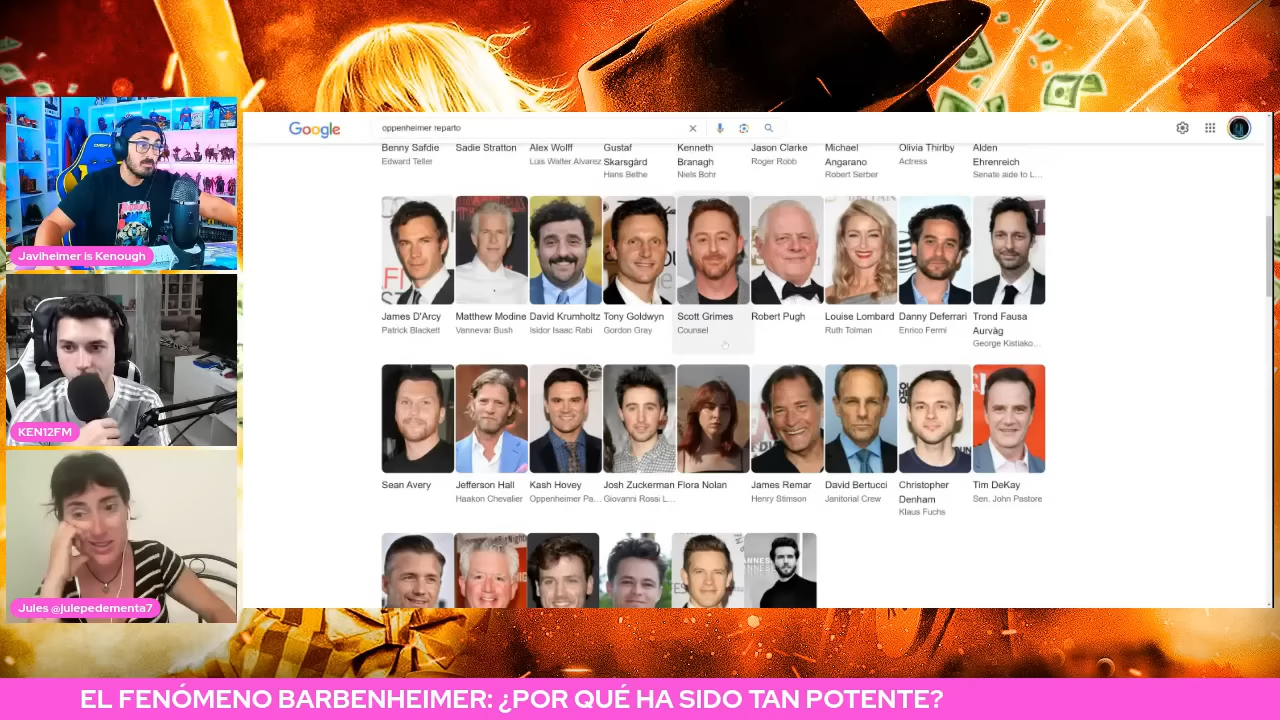 Google
oppenheimer reparto
Benny Safdie
Edward Teller
Sadie Stratton
Alex Wolff
Luis Walter Alvarez
Gustaf
Skarsgård
Hans Bethe
Kenneth
Branagh
Niels Bohr
Jason Clarke
Roger Robb
Michael
Angarano
Robert Serber
Olivia Thirlby
Actress
Alden
Ehrenreich
Senate aide to L...
James D'Arcy
Patrick Blackett
Matthew Modine
Vannevar Bush
David Krumholtz
Isidor Isaac Rabi
Tony Goldwyn
Gordon Gray
Scott Grimes
Counsel
Robert Pugh
Louise Lombard
Ruth Tolman
Danny Deferrari
Enrico Fermi
Trond Fausa
Aurvåg
George Kistiako...
Sean Avery
Jefferson Hall
Haakon Chevalier
Kash Hovey
Oppenheimer Pa...
Josh Zuckerman
Giovanni Rossi L...
Flora Nolan
James Remar
Henry Stimson
David Bertucci
Janitorial Crew
Christopher
Denham
Klaus Fuchs
Tim DeKay
Sen. John Pastore
Javiheimer is Kenough
KEN12FM
Jules @julepedementa7
EL FENÓMENO BARBENHEIMER: ¿POR QUÉ HA SIDO TAN POTENTE?